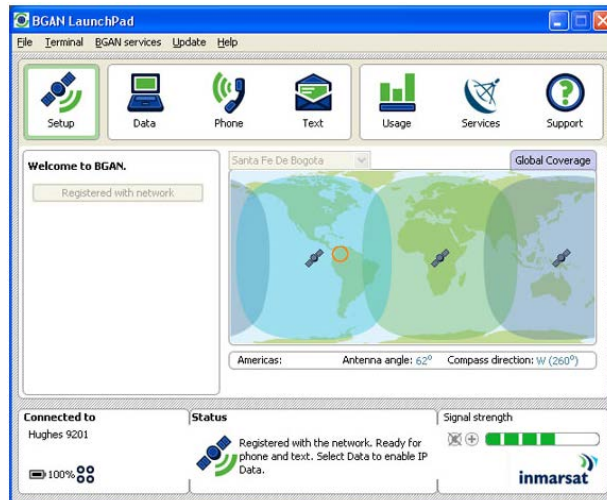 BGAN LaunchPad
File Terminal BGAN services Update Help
Setup Data Phone Text Usage Services Support
Welcome to BGAN.
Registered with network
Santa Fe De Bogota
Global Coverage
Americas: Antenna angle: 62° Compass direction: W (260°)
Connected to
Hughes 9201
100%
Status
Registered with the network. Ready for
phone and text. Select Data to enable IP
Data.
Signal strength
inmarsat